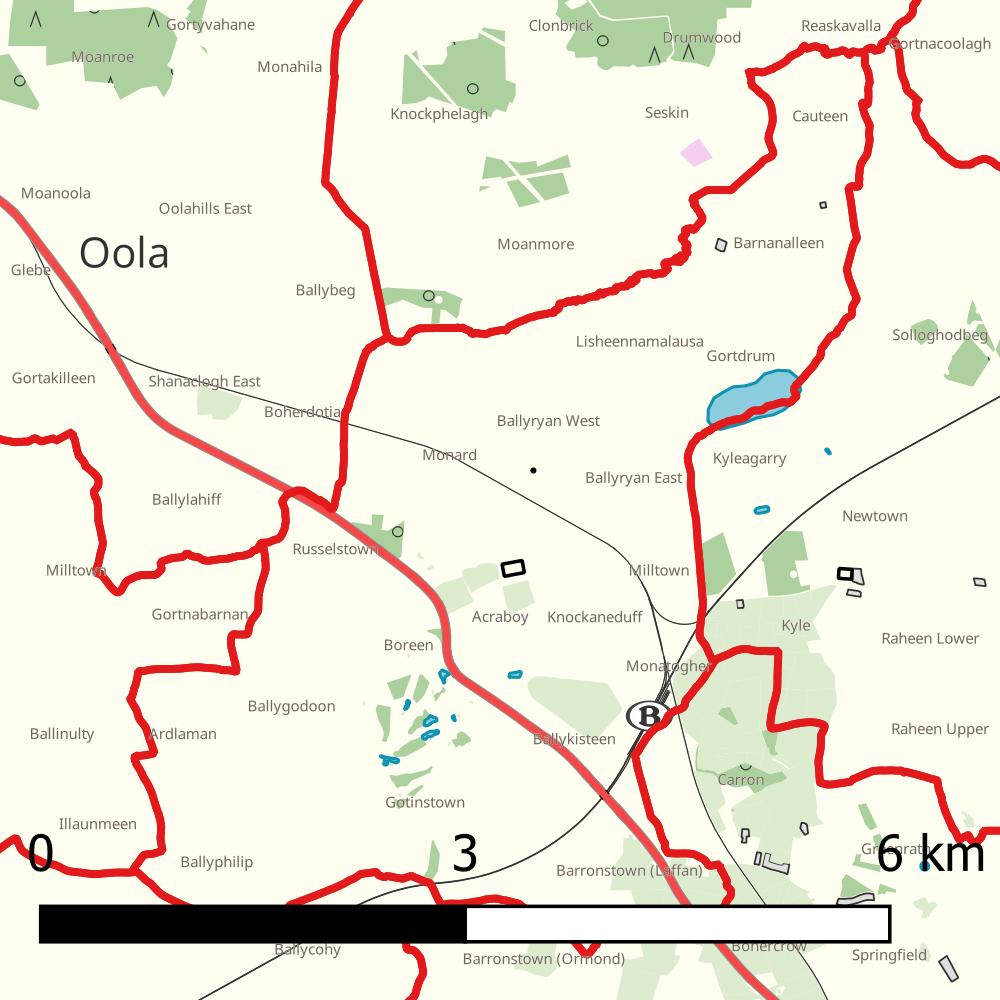 Gortyvahane
Clonbrick
Reaskavalla
Drumwood
Gortnacoolagh
Moanroe
Monahila
Knockphelagh
Seskin
Cauteen
Moanoola
Oolahills East
Oola
Moanmore
Barnanalleen
Glebe
Ballybeg
Solloghodbeg
Lisheennamalausa
Gortdrum
Gortakilleen
Shanaclogh East
Boherdotia
Ballyryan West
Monard
Kyleagarry
Ballyryan East
Ballylahiff
Newtown
Russelstown
Milltown
Milltown
Gortnabarnan
Acraboy
Knockaneduff
Kyle
Boreen
Raheen Lower
Monatogher
Ballygodoon
B
Ballinulty
Ardlaman
Ballykisteen
Raheen Upper
Carron
Gotinstown
Illaunmeen
Greenrath
0
3
6 km
Ballyphilip
Barronstown (Laffan)
Ballycohy
Bohercrow
Barronstown (Ormond)
Springfield